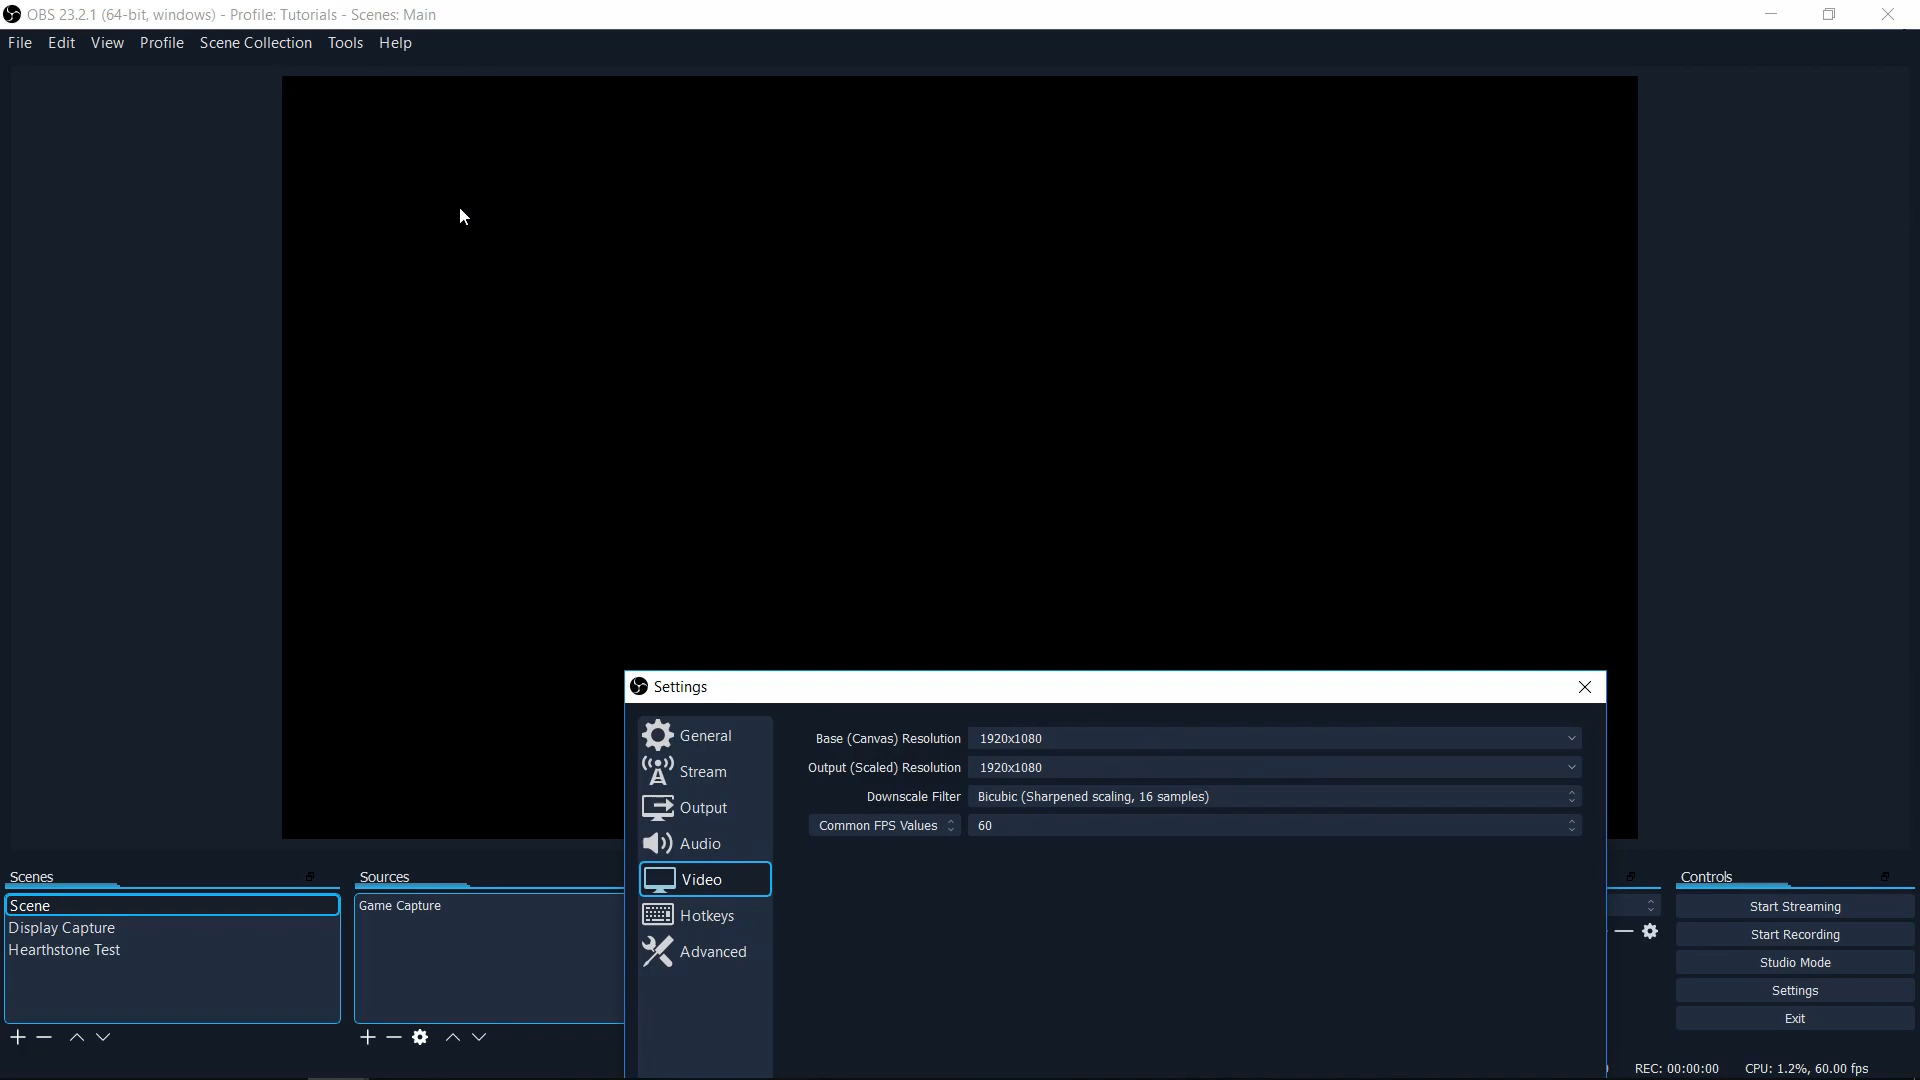 OBS 23.2.1 (64-bit, windows) - Profile: Tutorials - Scenes: Main
File Edit View Profile Scene Collection Tools Help
Settings
General
Stream
Output
Audio
Video
Hotkeys
Advanced
Base (Canvas) Resolution 1920x1080
Output (Scaled) Resolution 1920x1080
Downscale Filter Bicubic (Sharpened scaling, 16 samples)
Common FPS Values 60
Scenes
Scene
Display Capture
Hearthstone Test
Sources
Game Capture
Controls
Start Streaming
Start Recording
Studio Mode
Settings
Exit
REC: 00:00:00 CPU: 1.2%, 60.00 fps